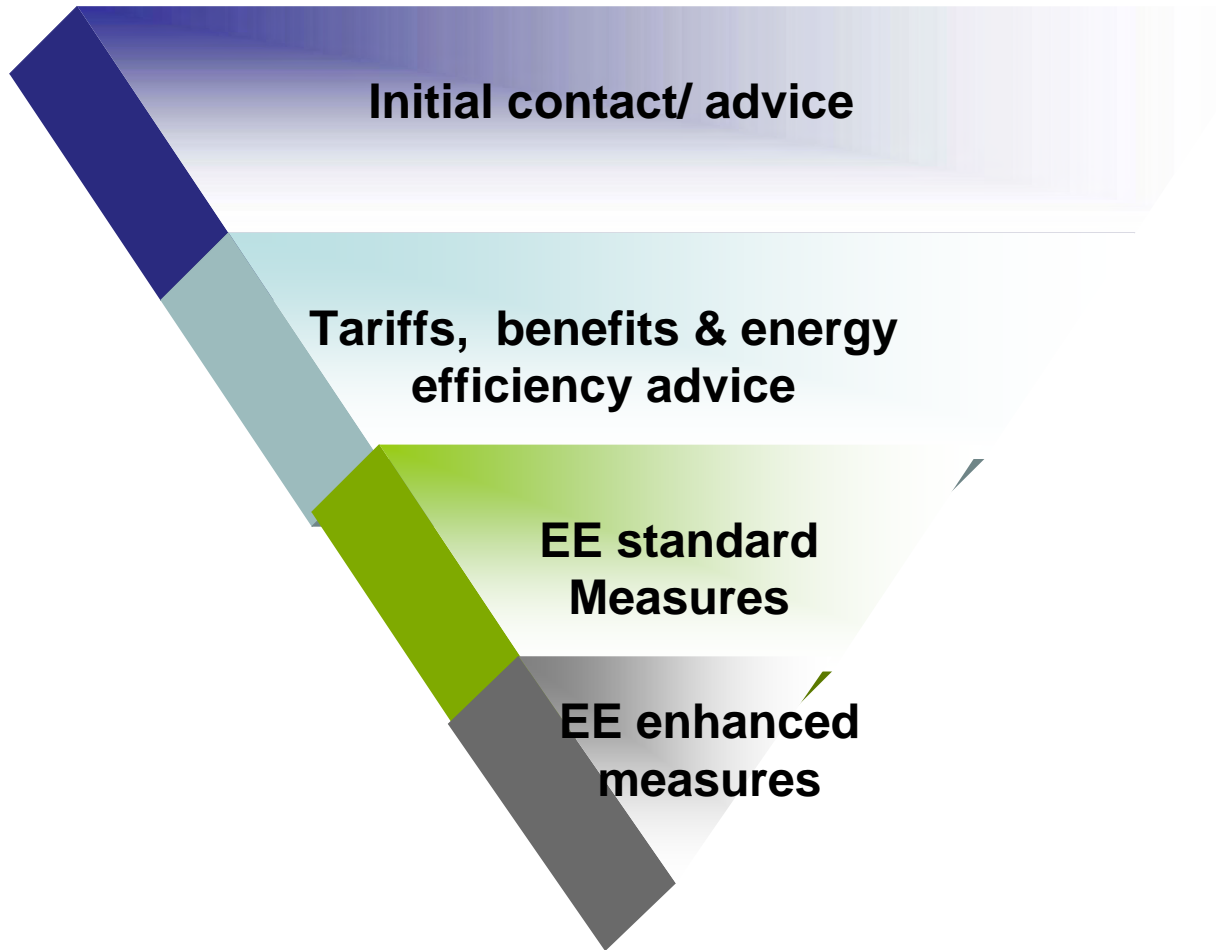 Initial contact/ advice
Tariffs,  benefits & energy
efficiency advice
EE standard
Measures
EE enhanced
measures